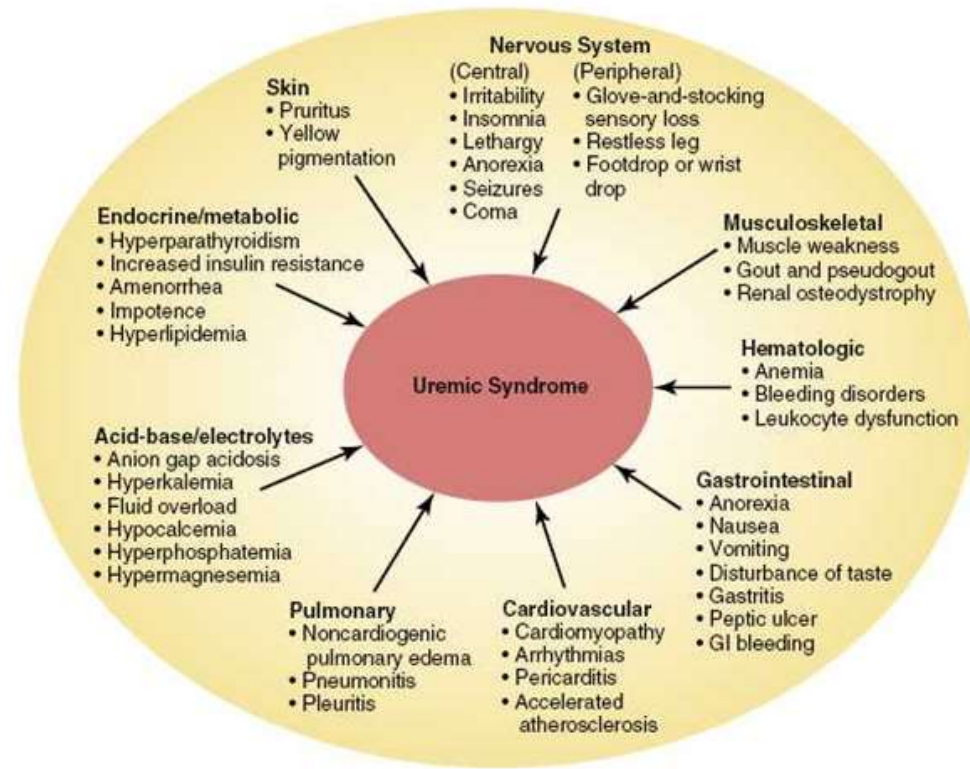 Nervous System
(Central)
• Irritability
• Insomnia
• Lethargy
• Anorexia
• Seizures
• Coma
(Peripheral)
• Glove-and-stocking
sensory loss
• Restless leg
• Footdrop or wrist
drop
Skin
• Pruritus
• Yellow
pigmentation
Endocrine/metabolic
• Hyperparathyroidism
• Increased insulin resistance
• Amenorrhea
• Impotence
• Hyperlipidemia
Musculoskeletal
• Muscle weakness
• Gout and pseudogout
• Renal osteodystrophy
Uremic Syndrome
Hematologic
• Anemia
• Bleeding disorders
• Leukocyte dysfunction
Acid-base/electrolytes
• Anion gap acidosis
• Hyperkalemia
• Fluid overload
• Hypocalcemia
• Hyperphosphatemia
• Hypermagnesemia
Gastrointestinal
• Anorexia
• Nausea
• Vomiting
• Disturbance of taste
• Gastritis
• Peptic ulcer
• GI bleeding
Pulmonary
• Noncardiogenic
pulmonary edema
• Pneumonitis
• Pleuritis
Cardiovascular
• Cardiomyopathy
• Arrhythmias
• Pericarditis
• Accelerated
atherosclerosis